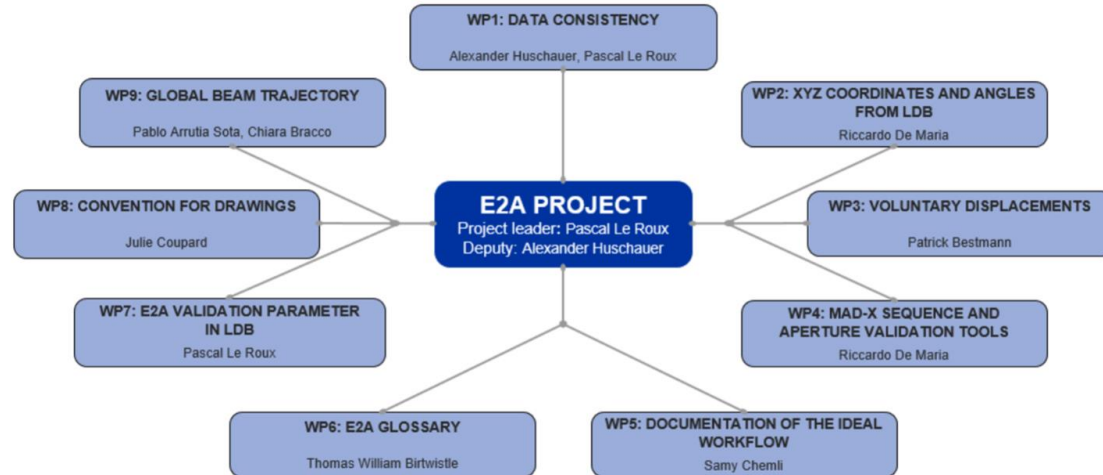 WP1: DATA CONSISTENCY
Alexander Huschauer, Pascal Le Roux
WP9: GLOBAL BEAM TRAJECTORY
Pablo Arrutia Sota, Chiara Bracco
WP2: XYZ COORDINATES AND ANGLES
FROM LDB
Riccardo De Maria
E2A PROJECT
Project leader: Pascal Le Roux
Deputy: Alexander Huschauer
WP8: CONVENTION FOR DRAWINGS
Julie Coupard
WP3: VOLUNTARY DISPLACEMENTS
Patrick Bestmann
WP7: E2A VALIDATION PARAMETER
IN LDB
Pascal Le Roux
WP4: MAD-X SEQUENCE AND
APERTURE VALIDATION TOOLS
Riccardo De Maria
WP6: E2A GLOSSARY
Thomas William Birtwistle
WP5: DOCUMENTATION OF THE IDEAL
WORKFLOW
Samy Chemli